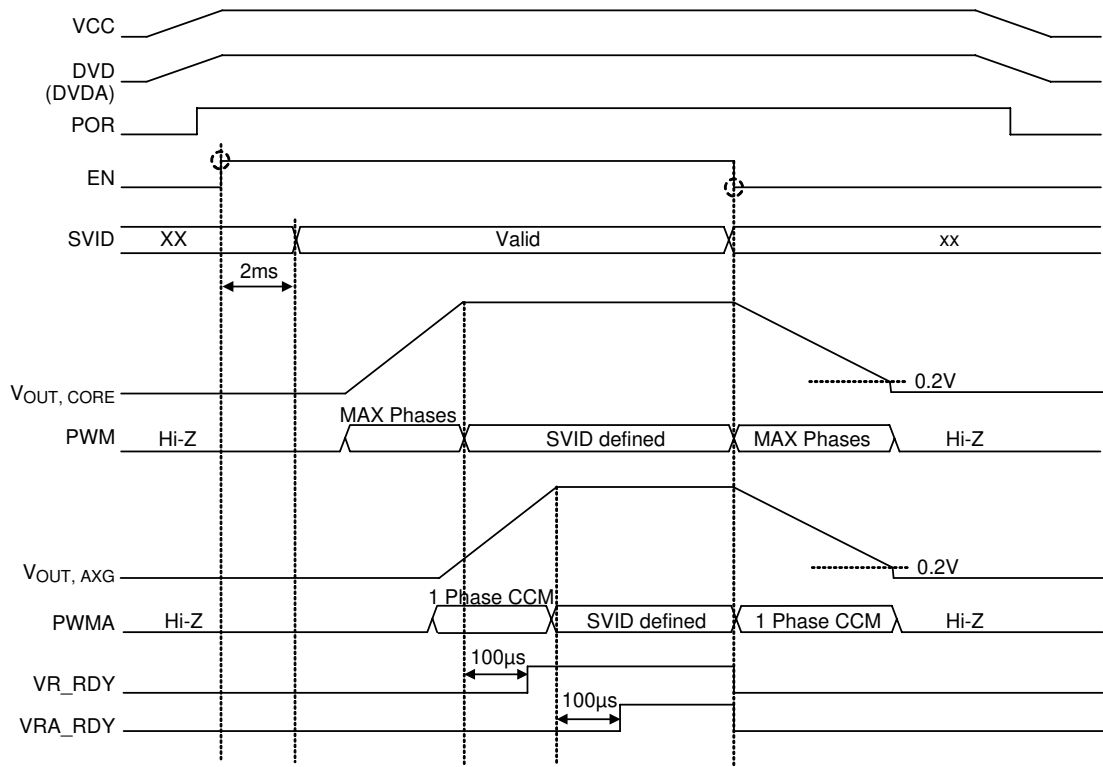 VCC
DVD
(DVDA)
POR
EN
SVID XX Valid xx
2ms
VOUT, CORE 0.2V
MAX Phases
PWM Hi-Z SVID defined MAX Phases Hi-Z
VOUT, AXG 0.2V
1 Phase CCM
PWMA Hi-Z SVID defined 1 Phase CCM Hi-Z
100µs
VR_RDY
100µs
VRA_RDY